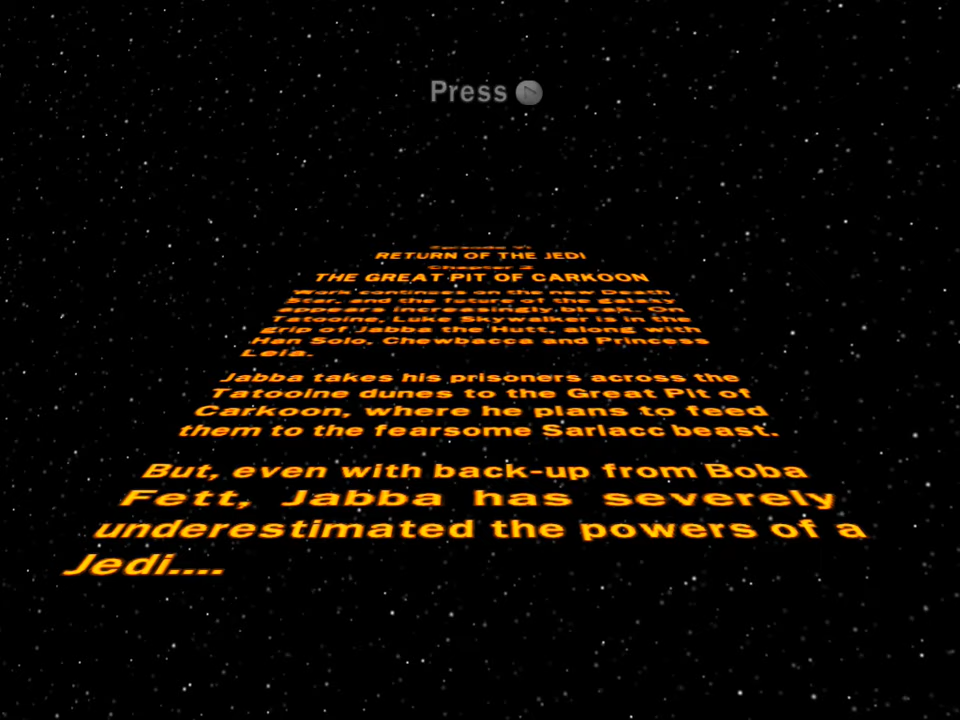 Press
Episode VI
RETURN OF THE JEDI
Chapter 2
THE GREAT PIT OF CARKOON
Work continues on the new Death
Star, and the future of the galaxy
appears increasingly bleak. On
Tatooine, Luke Skywalker is in the
grip of Jabba the Hutt, along with
Han Solo, Chewbacca and Princess
Leia.
Jabba takes his prisoners across the
Tatooine dunes to the Great Pit of
Carkoon, where he plans to feed
them to the fearsome Sarlacc beast.
But, even with back-up from Boba
Fett, Jabba has severely
underestimated the powers of a
Jedi....